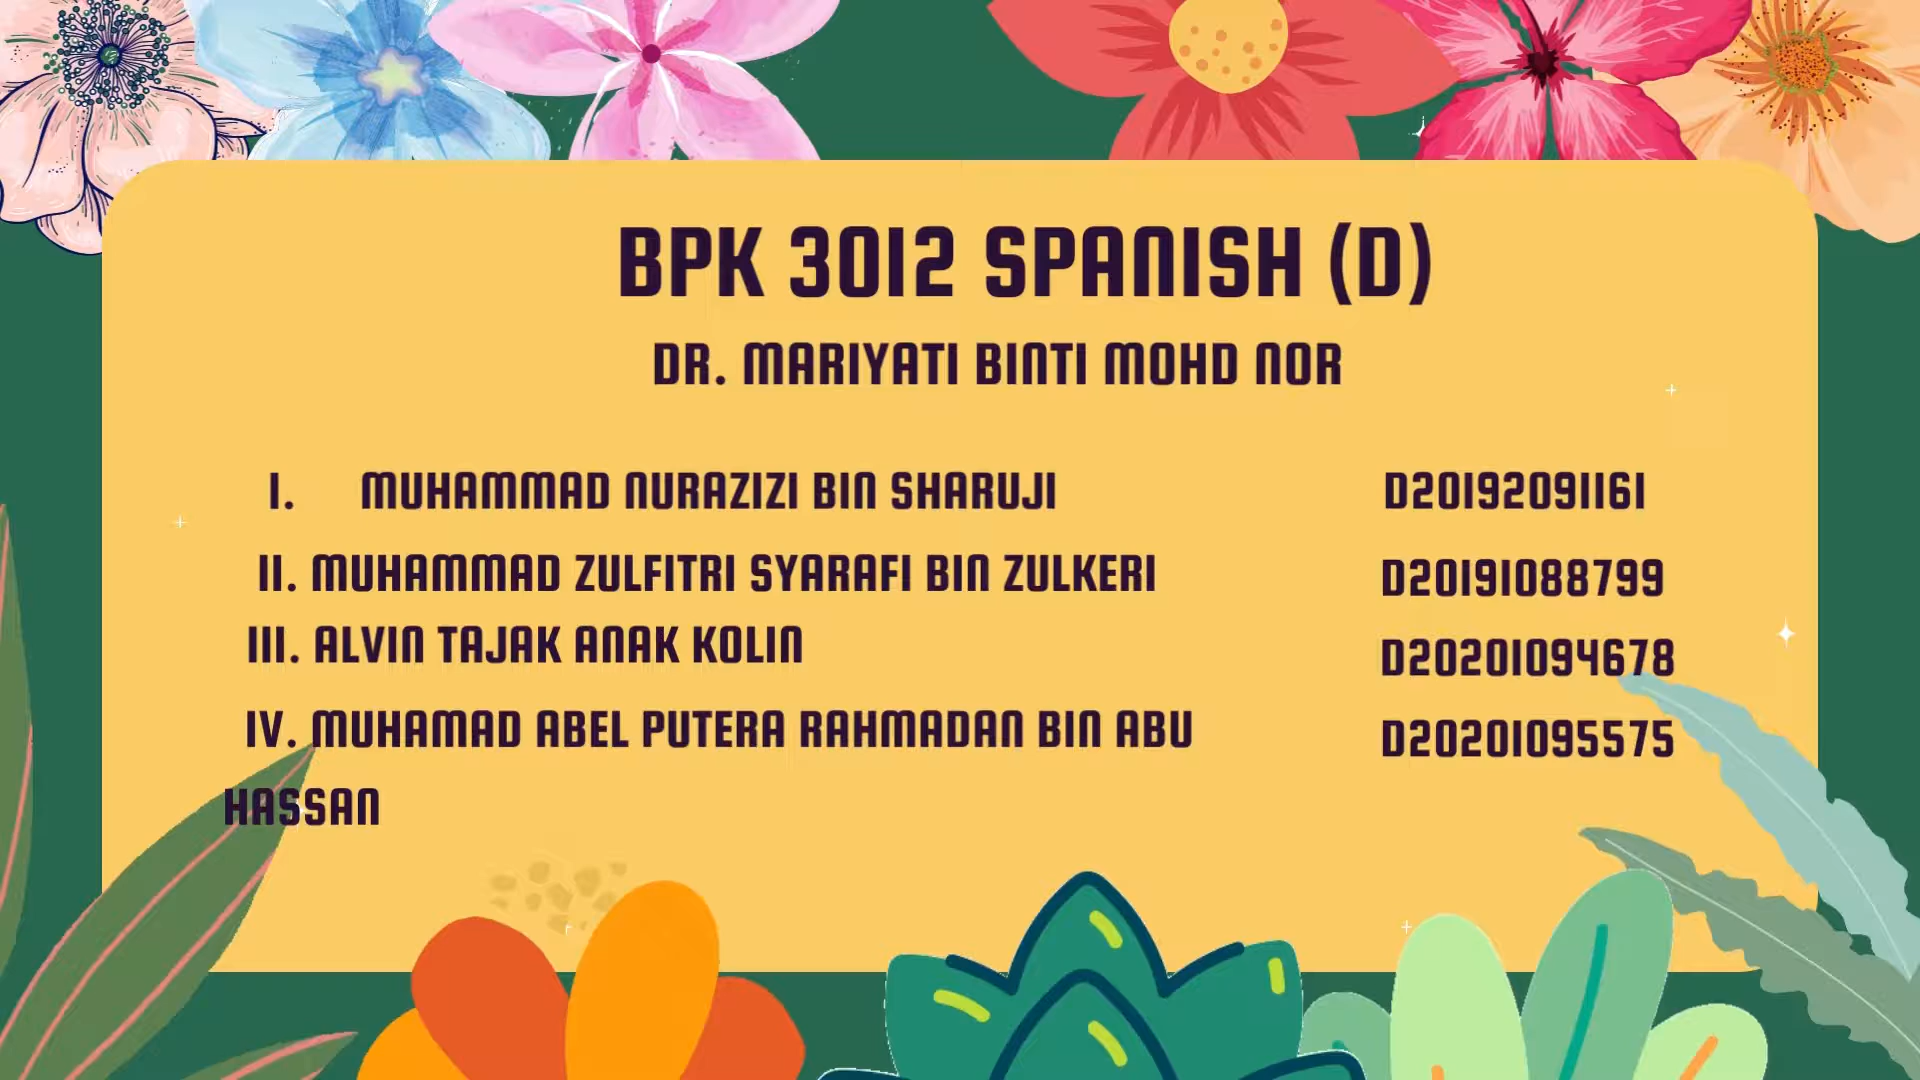 BPK 3012 SPANISH (D)
DR. MARIYATI BINTI MOHD NOR
I. MUHAMMAD NURAZIZI BIN SHARUJI D20192091161
II. MUHAMMAD ZULFITRI SYARAFI BIN ZULKERI D20191088799
III. ALVIN TAJAK ANAK KOLIN D20201094678
IV. MUHAMAD ABEL PUTERA RAHMADAN BIN ABU D20201095575
HASSAN